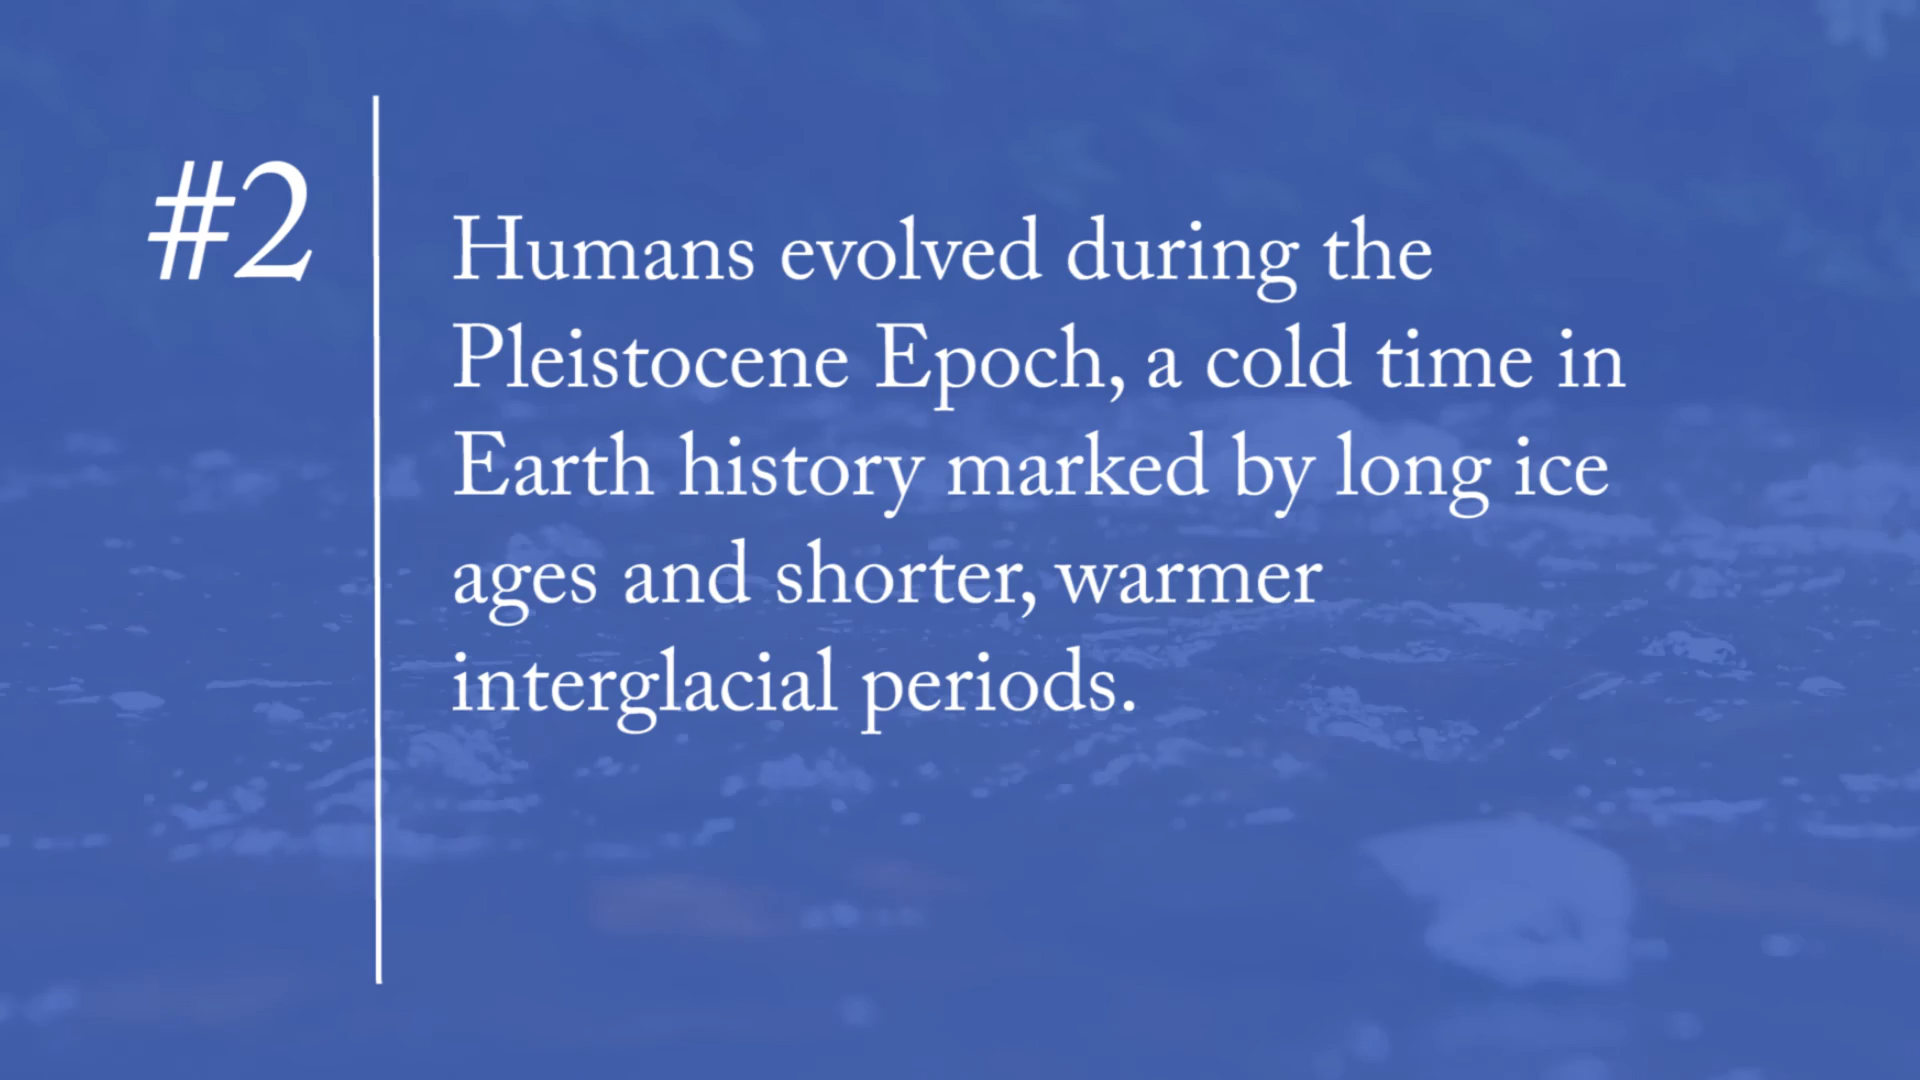 #2
Humans evolved during the
Pleistocene Epoch, a cold time in
Earth history marked by long ice
ages and shorter, warmer
interglacial periods.